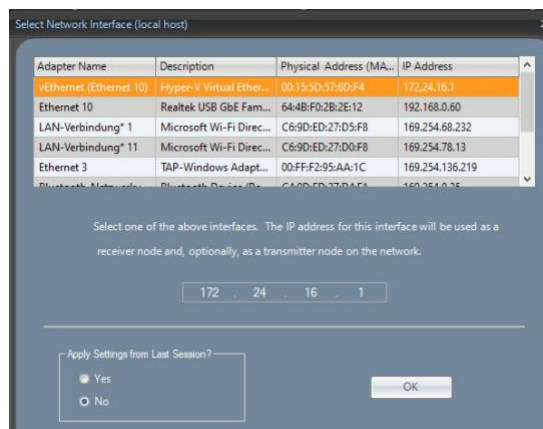 Select Network Interface (local host)
Adapter Name Description Physical Address (MA... IP Address
vEthernet (Ethernet 10) Hyper-V Virtual Ether... 00:15:5D:57:6D:F4 172.24.16.1
Ethernet 10 Realtek USB GbE Fam... 64:4B:F0:2B:2E:12 192.168.0.60
LAN-Verbindung* 1 Microsoft Wi-Fi Direc... C6:9D:ED:27:D5:F8 169.254.68.232
LAN-Verbindung* 11 Microsoft Wi-Fi Direc... C6:9D:ED:27:D0:F8 169.254.78.13
Ethernet 3 TAP-Windows Adapt... 00:FF:F2:95:AA:1C 169.254.136.219
Select one of the above interfaces. The IP address for this interface will be used as a
receiver node and, optionally, as a transmitter node on the network.
172 . 24 . 16 . 1
Apply Settings from Last Session?
Yes
No
OK